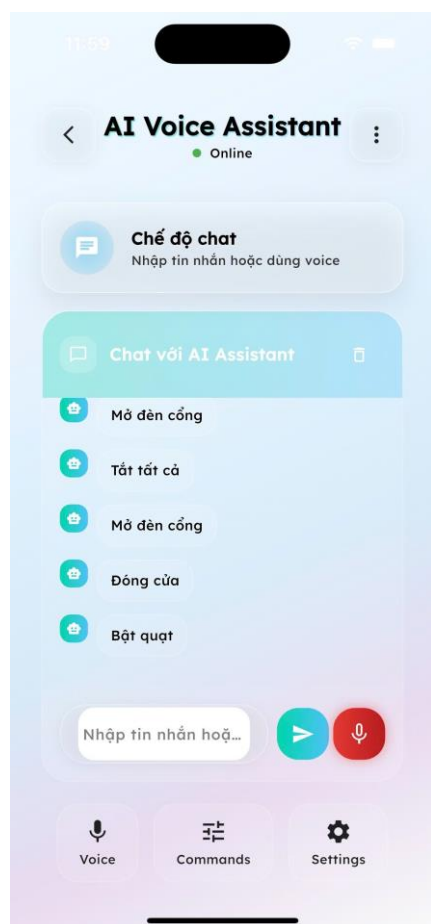 11:59
AI Voice Assistant
Online
Chế độ chat
Nhập tin nhắn hoặc dùng voice
Chat với AI Assistant
Mở đèn cổng
Tắt tất cả
Mở đèn cổng
Đóng cửa
Bật quạt
Nhập tin nhắn hoặ...
Voice
Commands
Settings